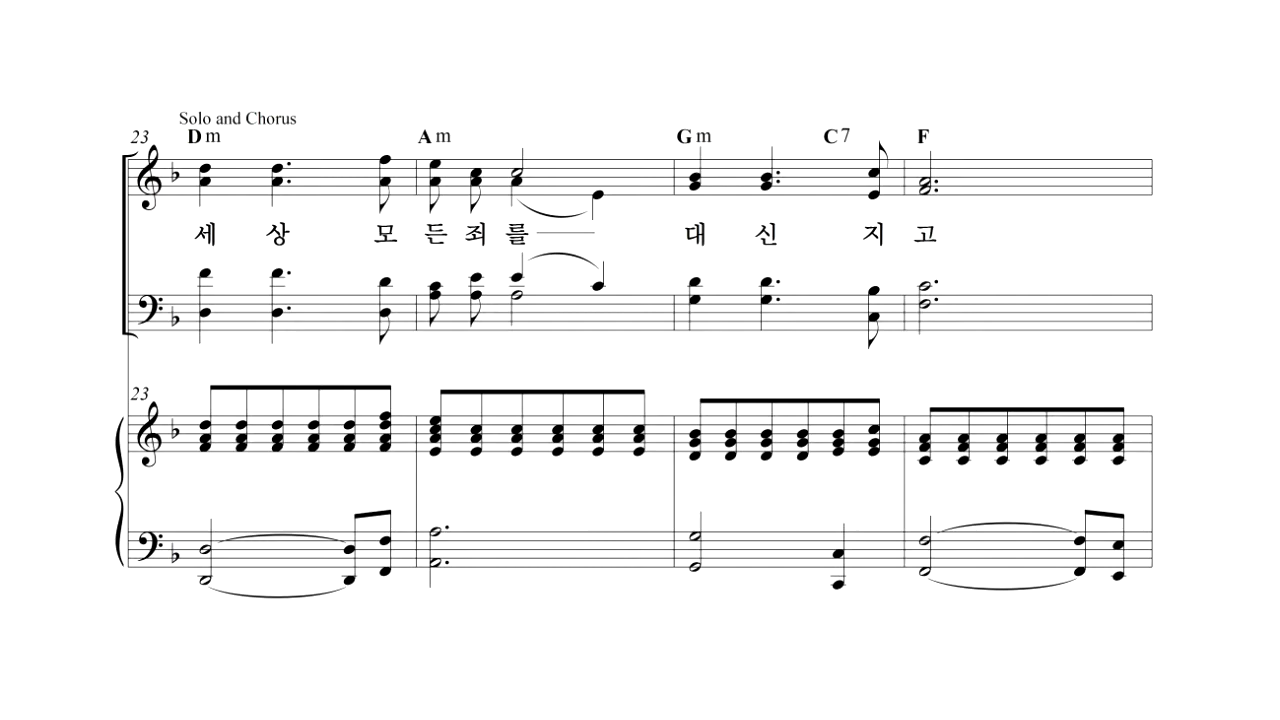 Solo and Chorus
23 Dm Am Gm C7 F
세 상 모 든 죄 를 대 신 지 고
23